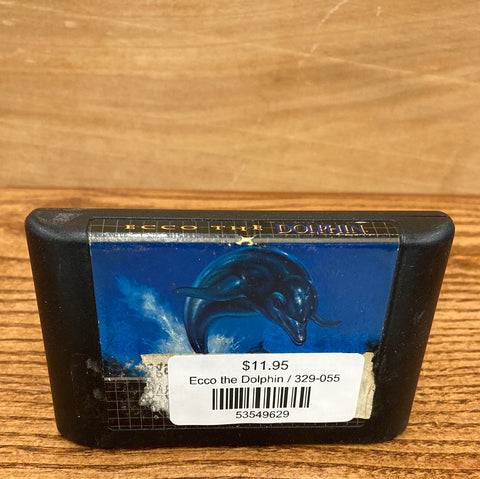 ECCO THE DOLPHIN
$11.95
Ecco the Dolphin / 329-055
53549629